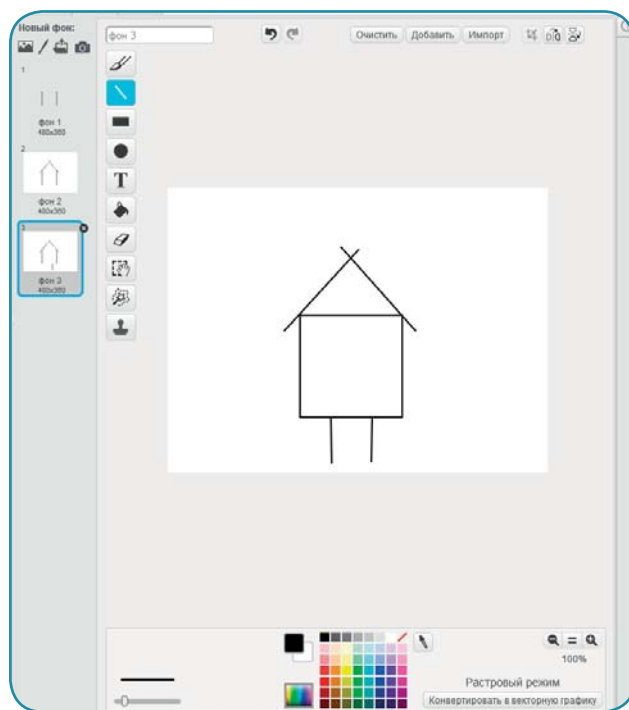 Новый фон:
фон 3
Очистить Добавить Импорт
1
фон 1
480x360
2
фон 2
480x360
3
фон 3
480x360
T
100%
Растровый режим
Конвертировать в векторную графику